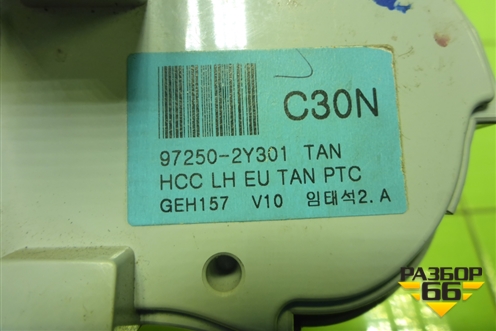 C30N
97250-2Y301 TAN
HCC LH EU TAN PTC
GEH157 V10 임태석2. A
РАЗБОР
66